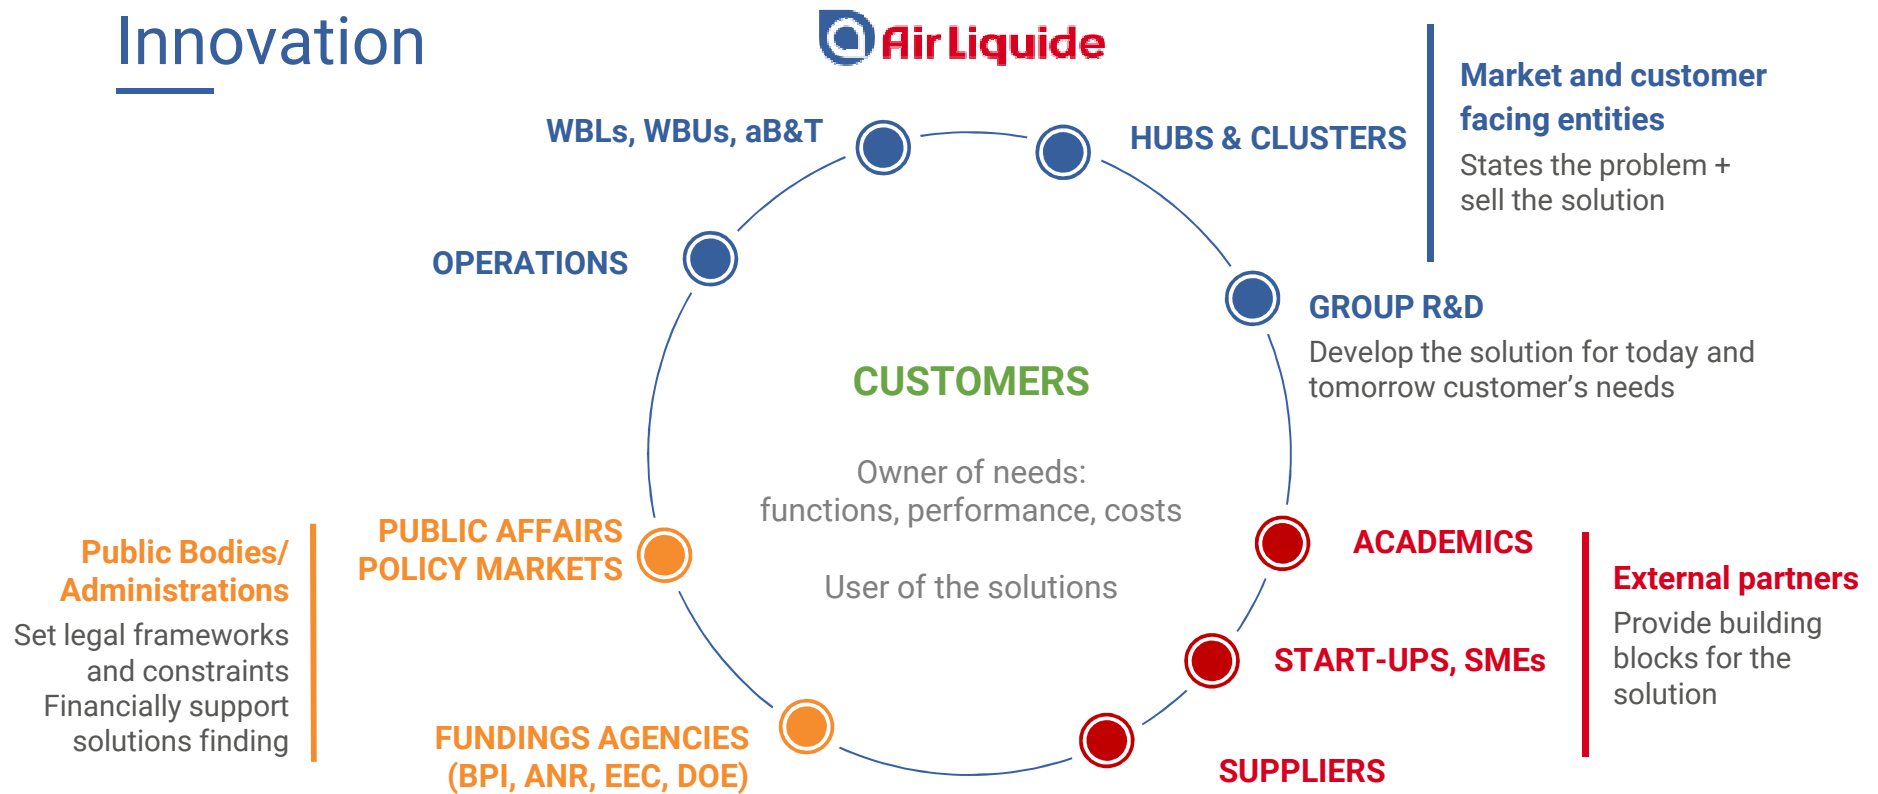 Innovation
Air Liquide
WBLs, WBUs, aB&T
HUBS & CLUSTERS
Market and customer
facing entities
States the problem +
sell the solution
OPERATIONS
GROUP R&D
Develop the solution for today and
tomorrow customer’s needs
CUSTOMERS
Owner of needs:
functions, performance, costs
User of the solutions
PUBLIC AFFAIRS
POLICY MARKETS
Public Bodies/
Administrations
Set legal frameworks
and constraints
Financially support
solutions finding
FUNDINGS AGENCIES
(BPI, ANR, EEC, DOE)
ACADEMICS
START-UPS, SMEs
SUPPLIERS
External partners
Provide building
blocks for the
solution